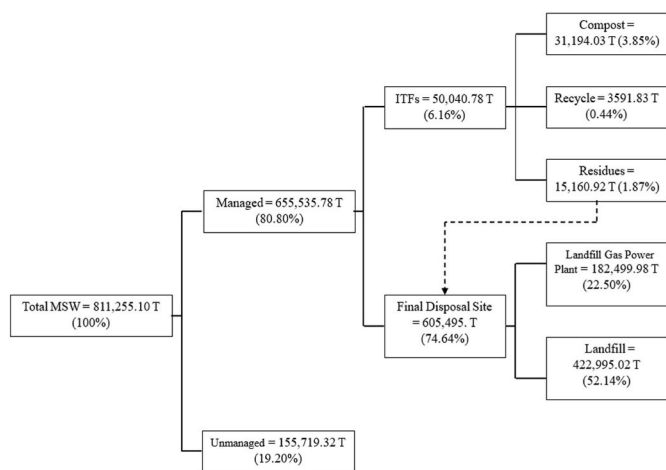 Compost =
31,194.03 T (3.85%)
ITFs = 50,040.78 T
(6.16%)
Recycle = 3591.83 T
(0.44%)
Residues =
15,160.92 T (1.87%)
Managed = 655,535.78 T
(80.80%)
Landfill Gas Power
Plant = 182,499.98 T
(22.50%)
Total MSW = 811,255.10 T
(100%)
Final Disposal Site
= 605,495. T
(74.64%)
Landfill =
422,995.02 T
(52.14%)
Unmanaged = 155,719.32 T
(19.20%)